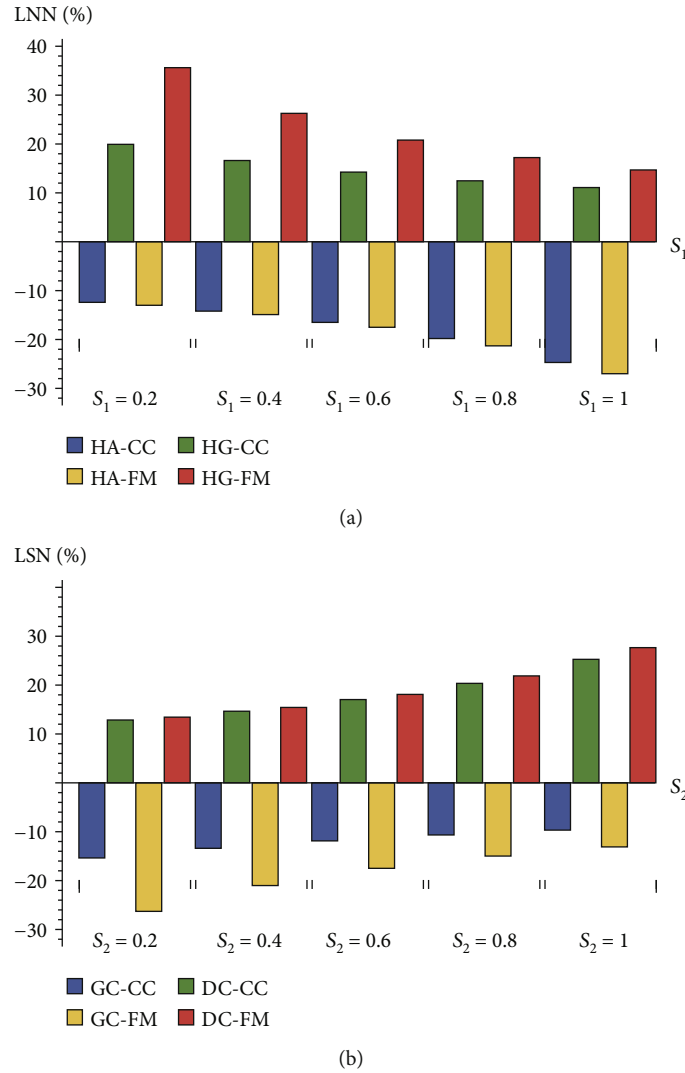 LNN (%)
40
30
20
10
S₁
−10
−20
−30
S₁ = 0.2 S₁ = 0.4 S₁ = 0.6 S₁ = 0.8 S₁ = 1
HA-CC HG-CC
HA-FM HG-FM
(a)
LSN (%)
30
20
10
S₂
−10
−20
−30
S₂ = 0.2 S₂ = 0.4 S₂ = 0.6 S₂ = 0.8 S₂ = 1
GC-CC DC-CC
GC-FM DC-FM
(b)